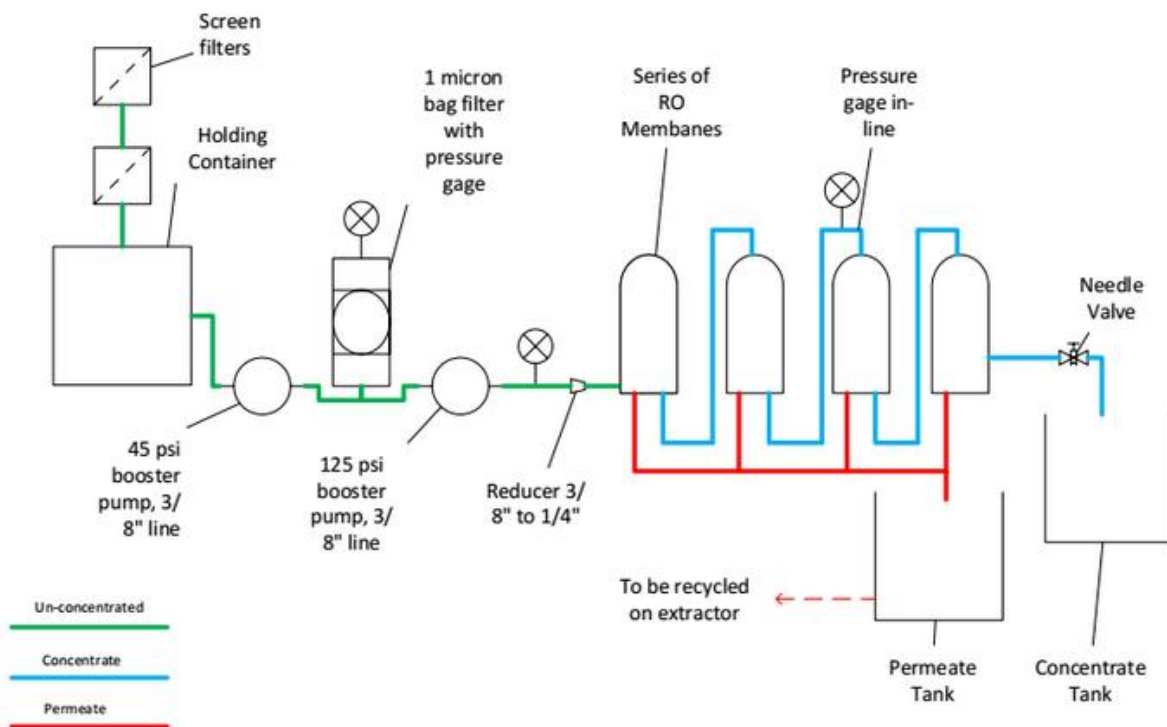 Screen
filters
Holding
Container
1 micron
bag filter
with
pressure
gage
Series of
RO
Membanes
Pressure
gage in-
line
Needle
Valve
45 psi
booster
pump, 3/
8" line
125 psi
booster
pump, 3/
8" line
Reducer 3/
8" to 1/4"
To be recycled
on extractor
Permeate
Tank
Concentrate
Tank
Un-concentrated
Concentrate
Permeate